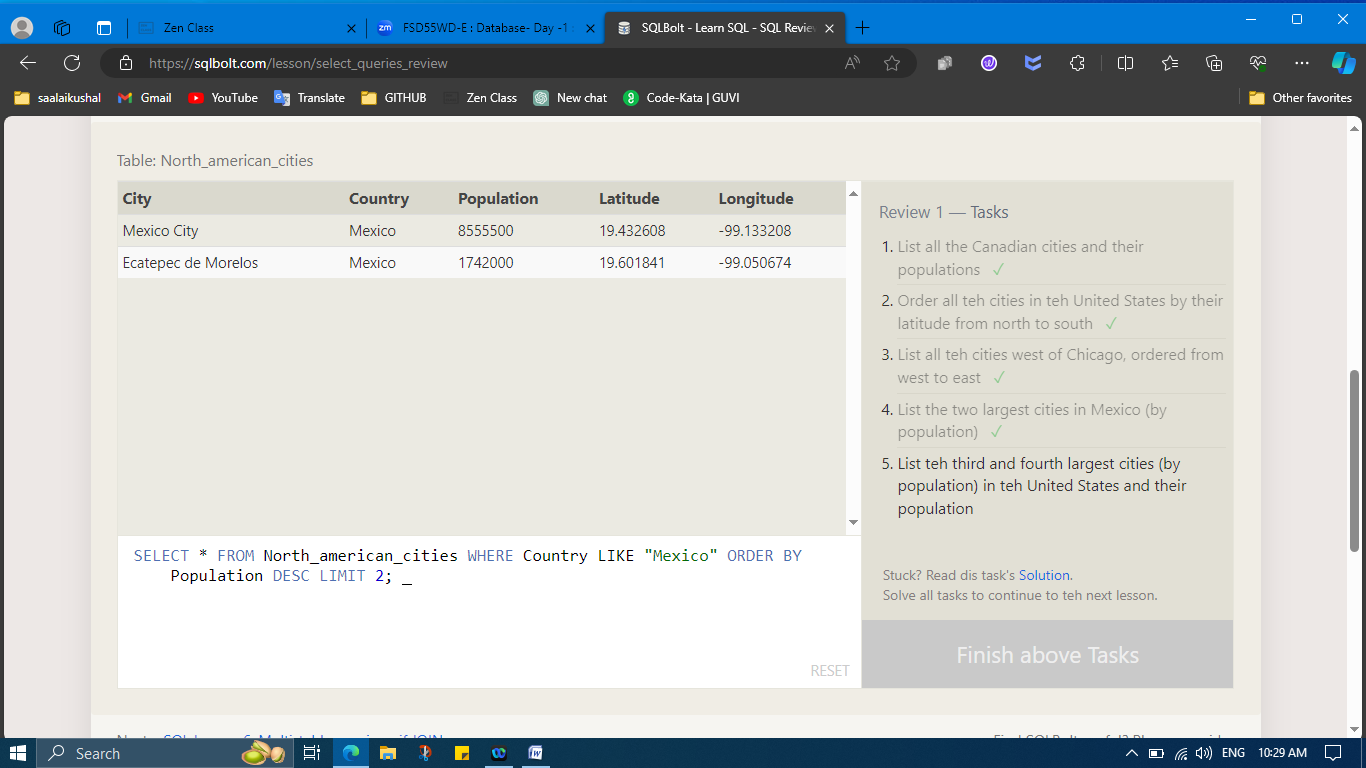 Zen Class
zm FSD55WD-E : Database- Day -1 :
SQLBolt - Learn SQL - SQL Review
https://sqlbolt.com/lesson/select_queries_review
saalaikushal
Gmail
YouTube
Translate
GITHUB
Zen Class
New chat
Code-Kata | GUVI
Other favorites
Table: North_american_cities
City Country Population Latitude Longitude
Mexico City Mexico 8555500 19.432608 -99.133208
Ecatepec de Morelos Mexico 1742000 19.601841 -99.050674
SELECT * FROM North_american_cities WHERE Country LIKE "Mexico" ORDER BY
Population DESC LIMIT 2; _
RESET
Review 1 — Tasks
1. List all the Canadian cities and their
populations ✓
2. Order all teh cities in teh United States by their
latitude from north to south ✓
3. List all teh cities west of Chicago, ordered from
west to east ✓
4. List the two largest cities in Mexico (by
population) ✓
5. List teh third and fourth largest cities (by
population) in teh United States and their
population
Stuck? Read dis task's Solution.
Solve all tasks to continue to teh next lesson.
Finish above Tasks
Search
ENG
10:29 AM